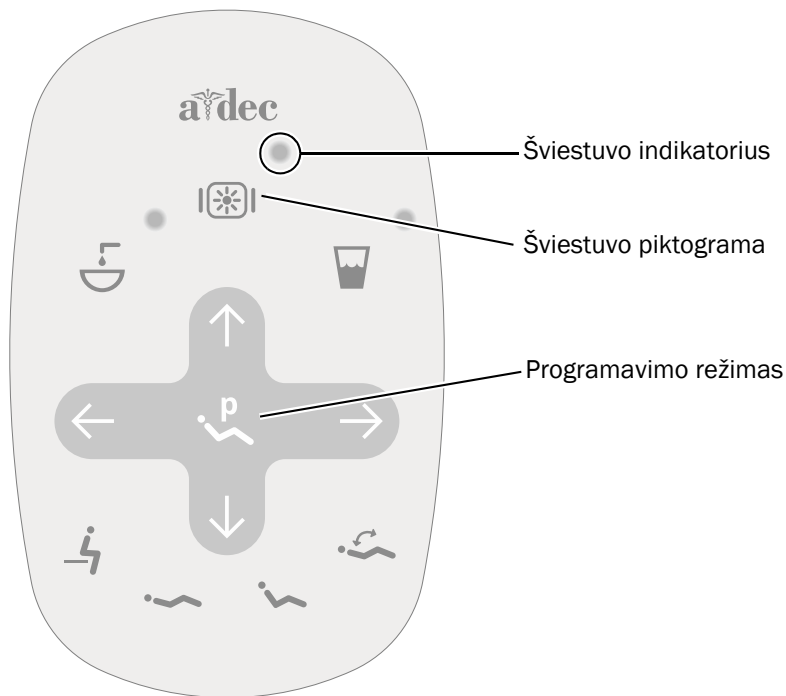 a dec
Šviestuvo indikatorius
Šviestuvo piktograma
Programavimo režimas
p